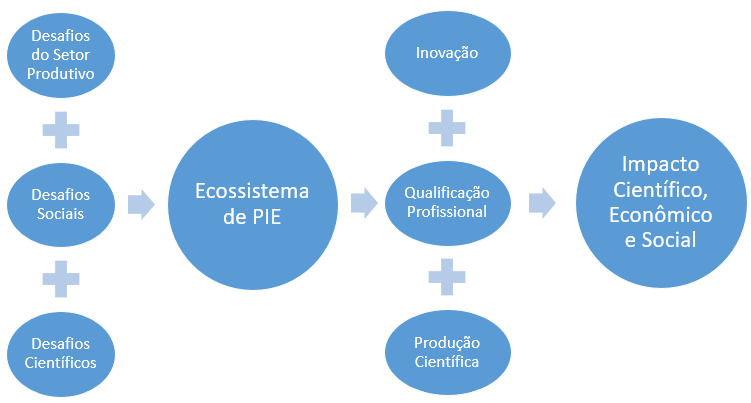 Desafios
do Setor
Produtivo
Desafios
Sociais
Desafios
Científicos
Ecossistema
de PIE
Inovação
Qualificação
Profissional
Produção
Científica
Impacto
Científico,
Econômico
e Social